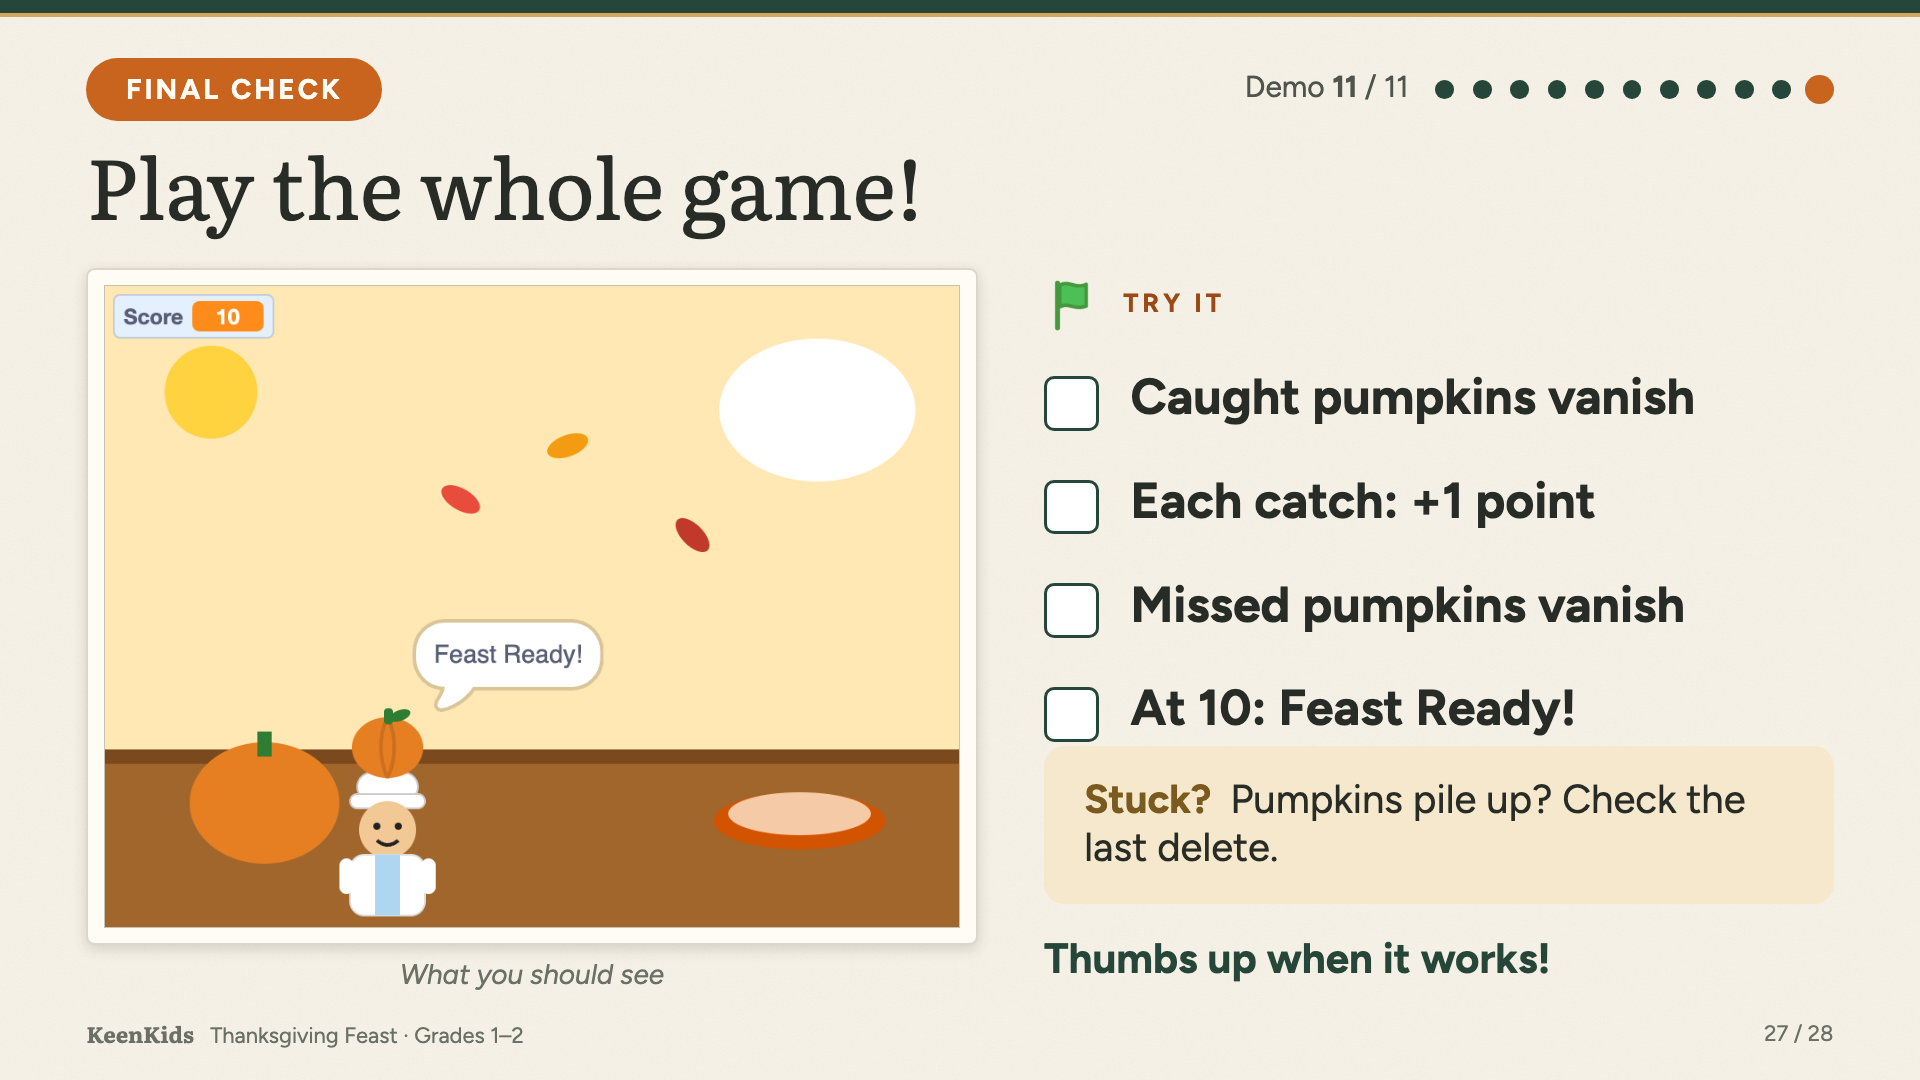 FINAL CHECK
Demo 11 / 11
Play the whole game!
Score 10
Feast Ready!
What you should see
TRY IT
Caught pumpkins vanish
Each catch: +1 point
Missed pumpkins vanish
At 10: Feast Ready!
Stuck? Pumpkins pile up? Check the
last delete.
Thumbs up when it works!
KeenKids Thanksgiving Feast · Grades 1–2
27 / 28